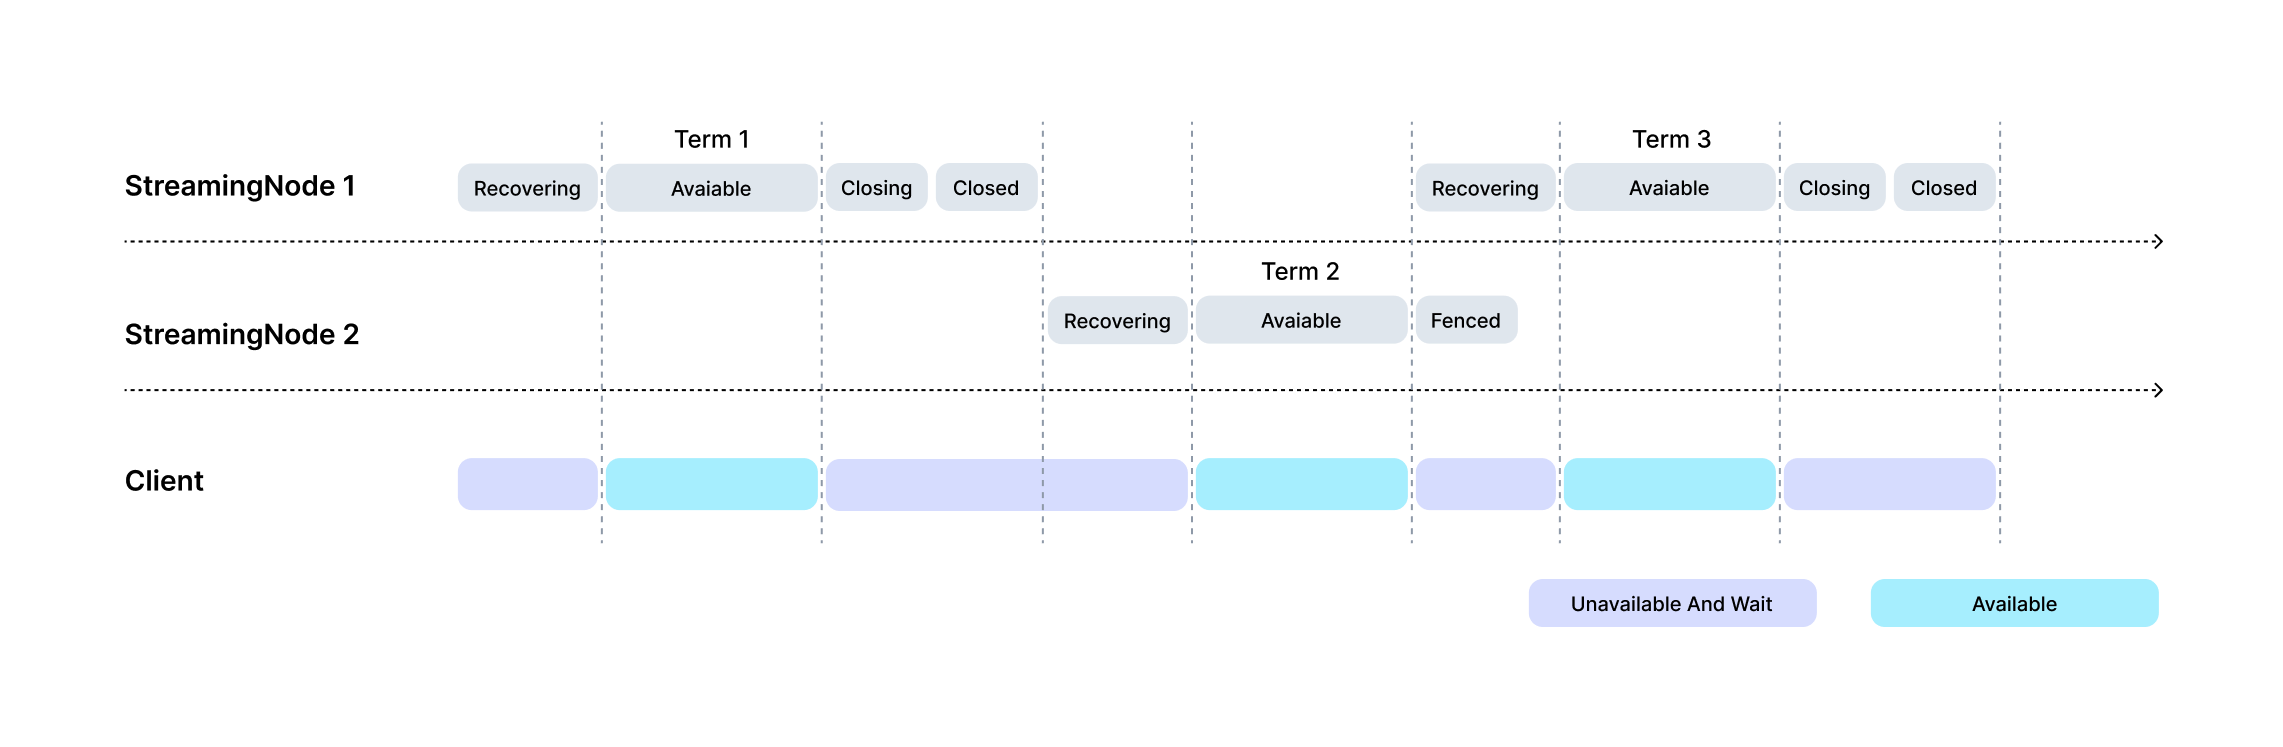 Term 1
Term 3
StreamingNode 1
Recovering
Avaiable
Closing
Closed
Recovering
Avaiable
Closing
Closed
Term 2
StreamingNode 2
Recovering
Avaiable
Fenced
Client
Unavailable And Wait
Available